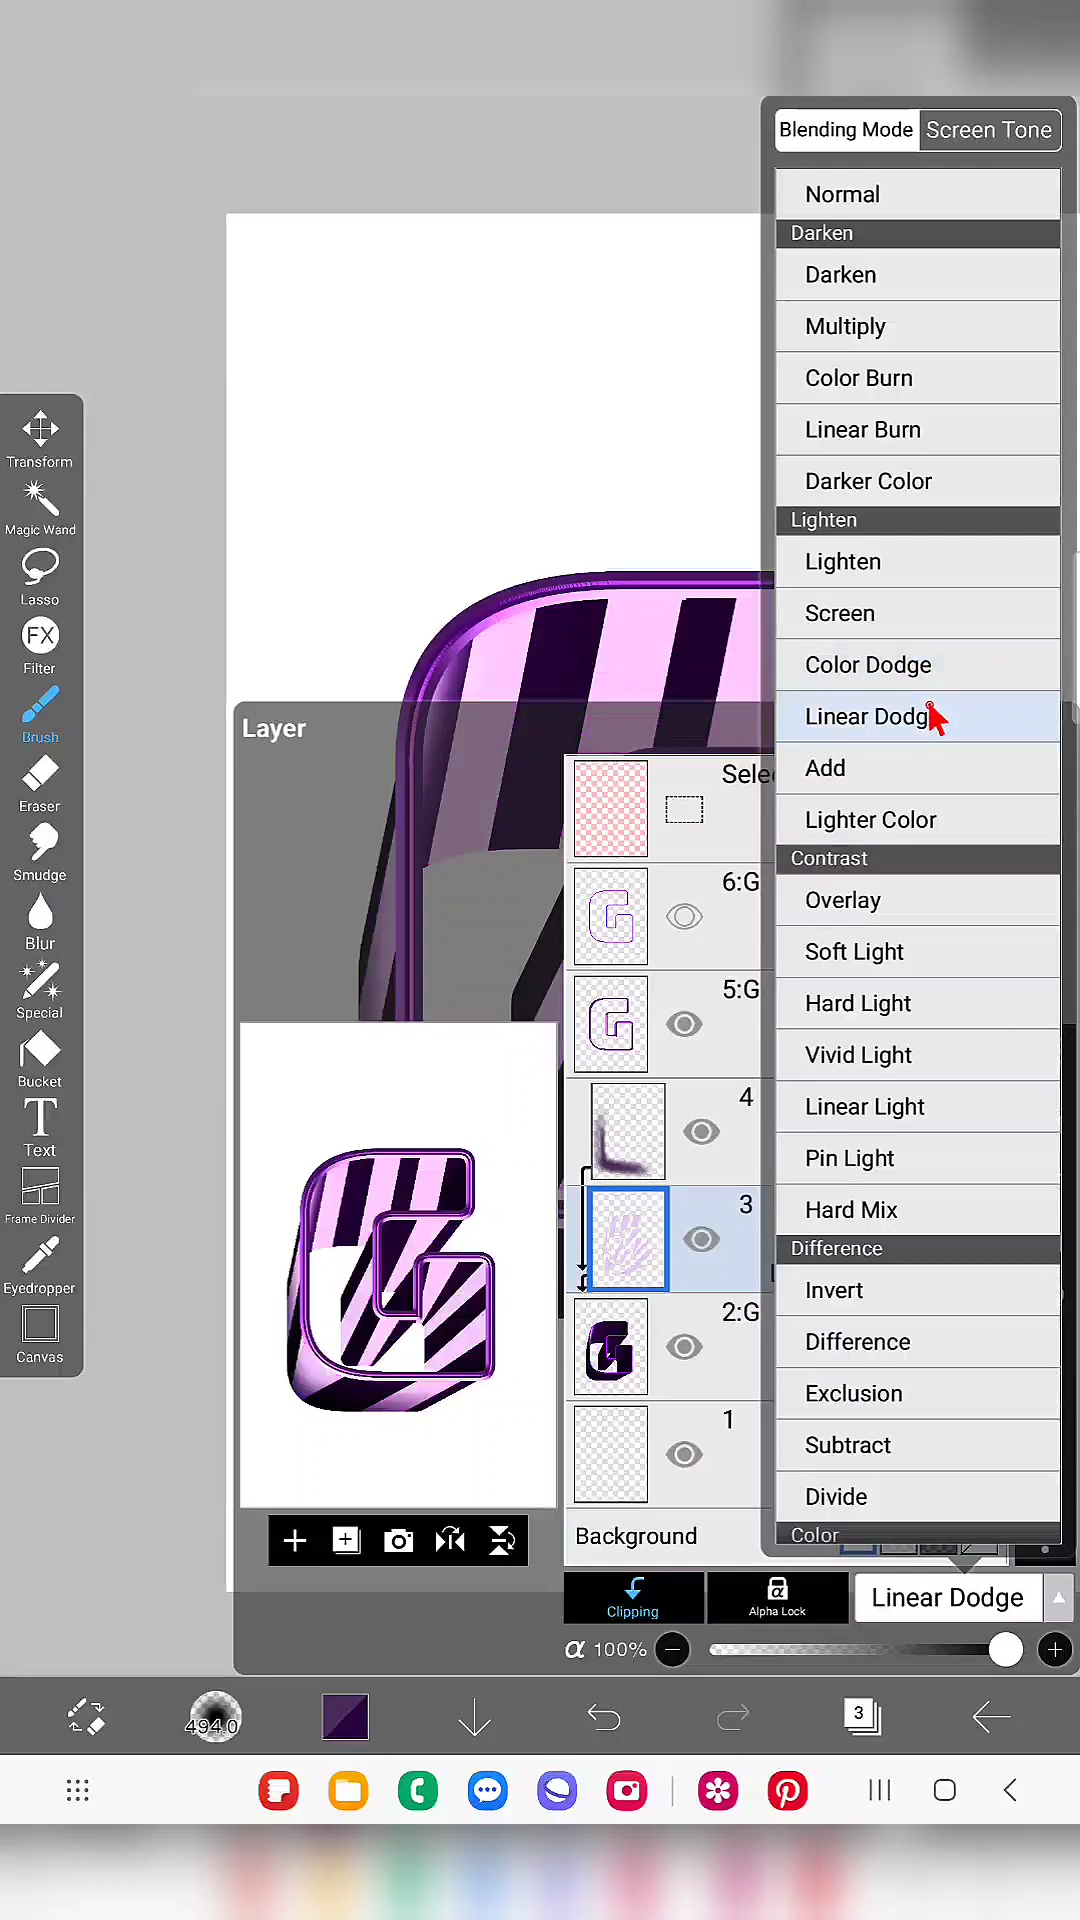 Blending Mode
Screen Tone
Normal
Darken
Darken
Multiply
Color Burn
Linear Burn
Darker Color
Lighten
Lighten
Screen
Color Dodge
Linear Dodg
Add
Lighter Color
Contrast
Overlay
Soft Light
Hard Light
Vivid Light
Linear Light
Pin Light
Hard Mix
Difference
Invert
Difference
Exclusion
Subtract
Divide
Color
Transform
Magic Wand
Lasso
FX
Filter
Brush
Eraser
Smudge
Blur
Special
Bucket
T
Text
Frame Divider
Eyedropper
Canvas
Layer
Sele
6:G
5:G
4
3
2:G
1
Background
Clipping
α
Alpha Lock
Linear Dodge
α 100%
494.0
3
G